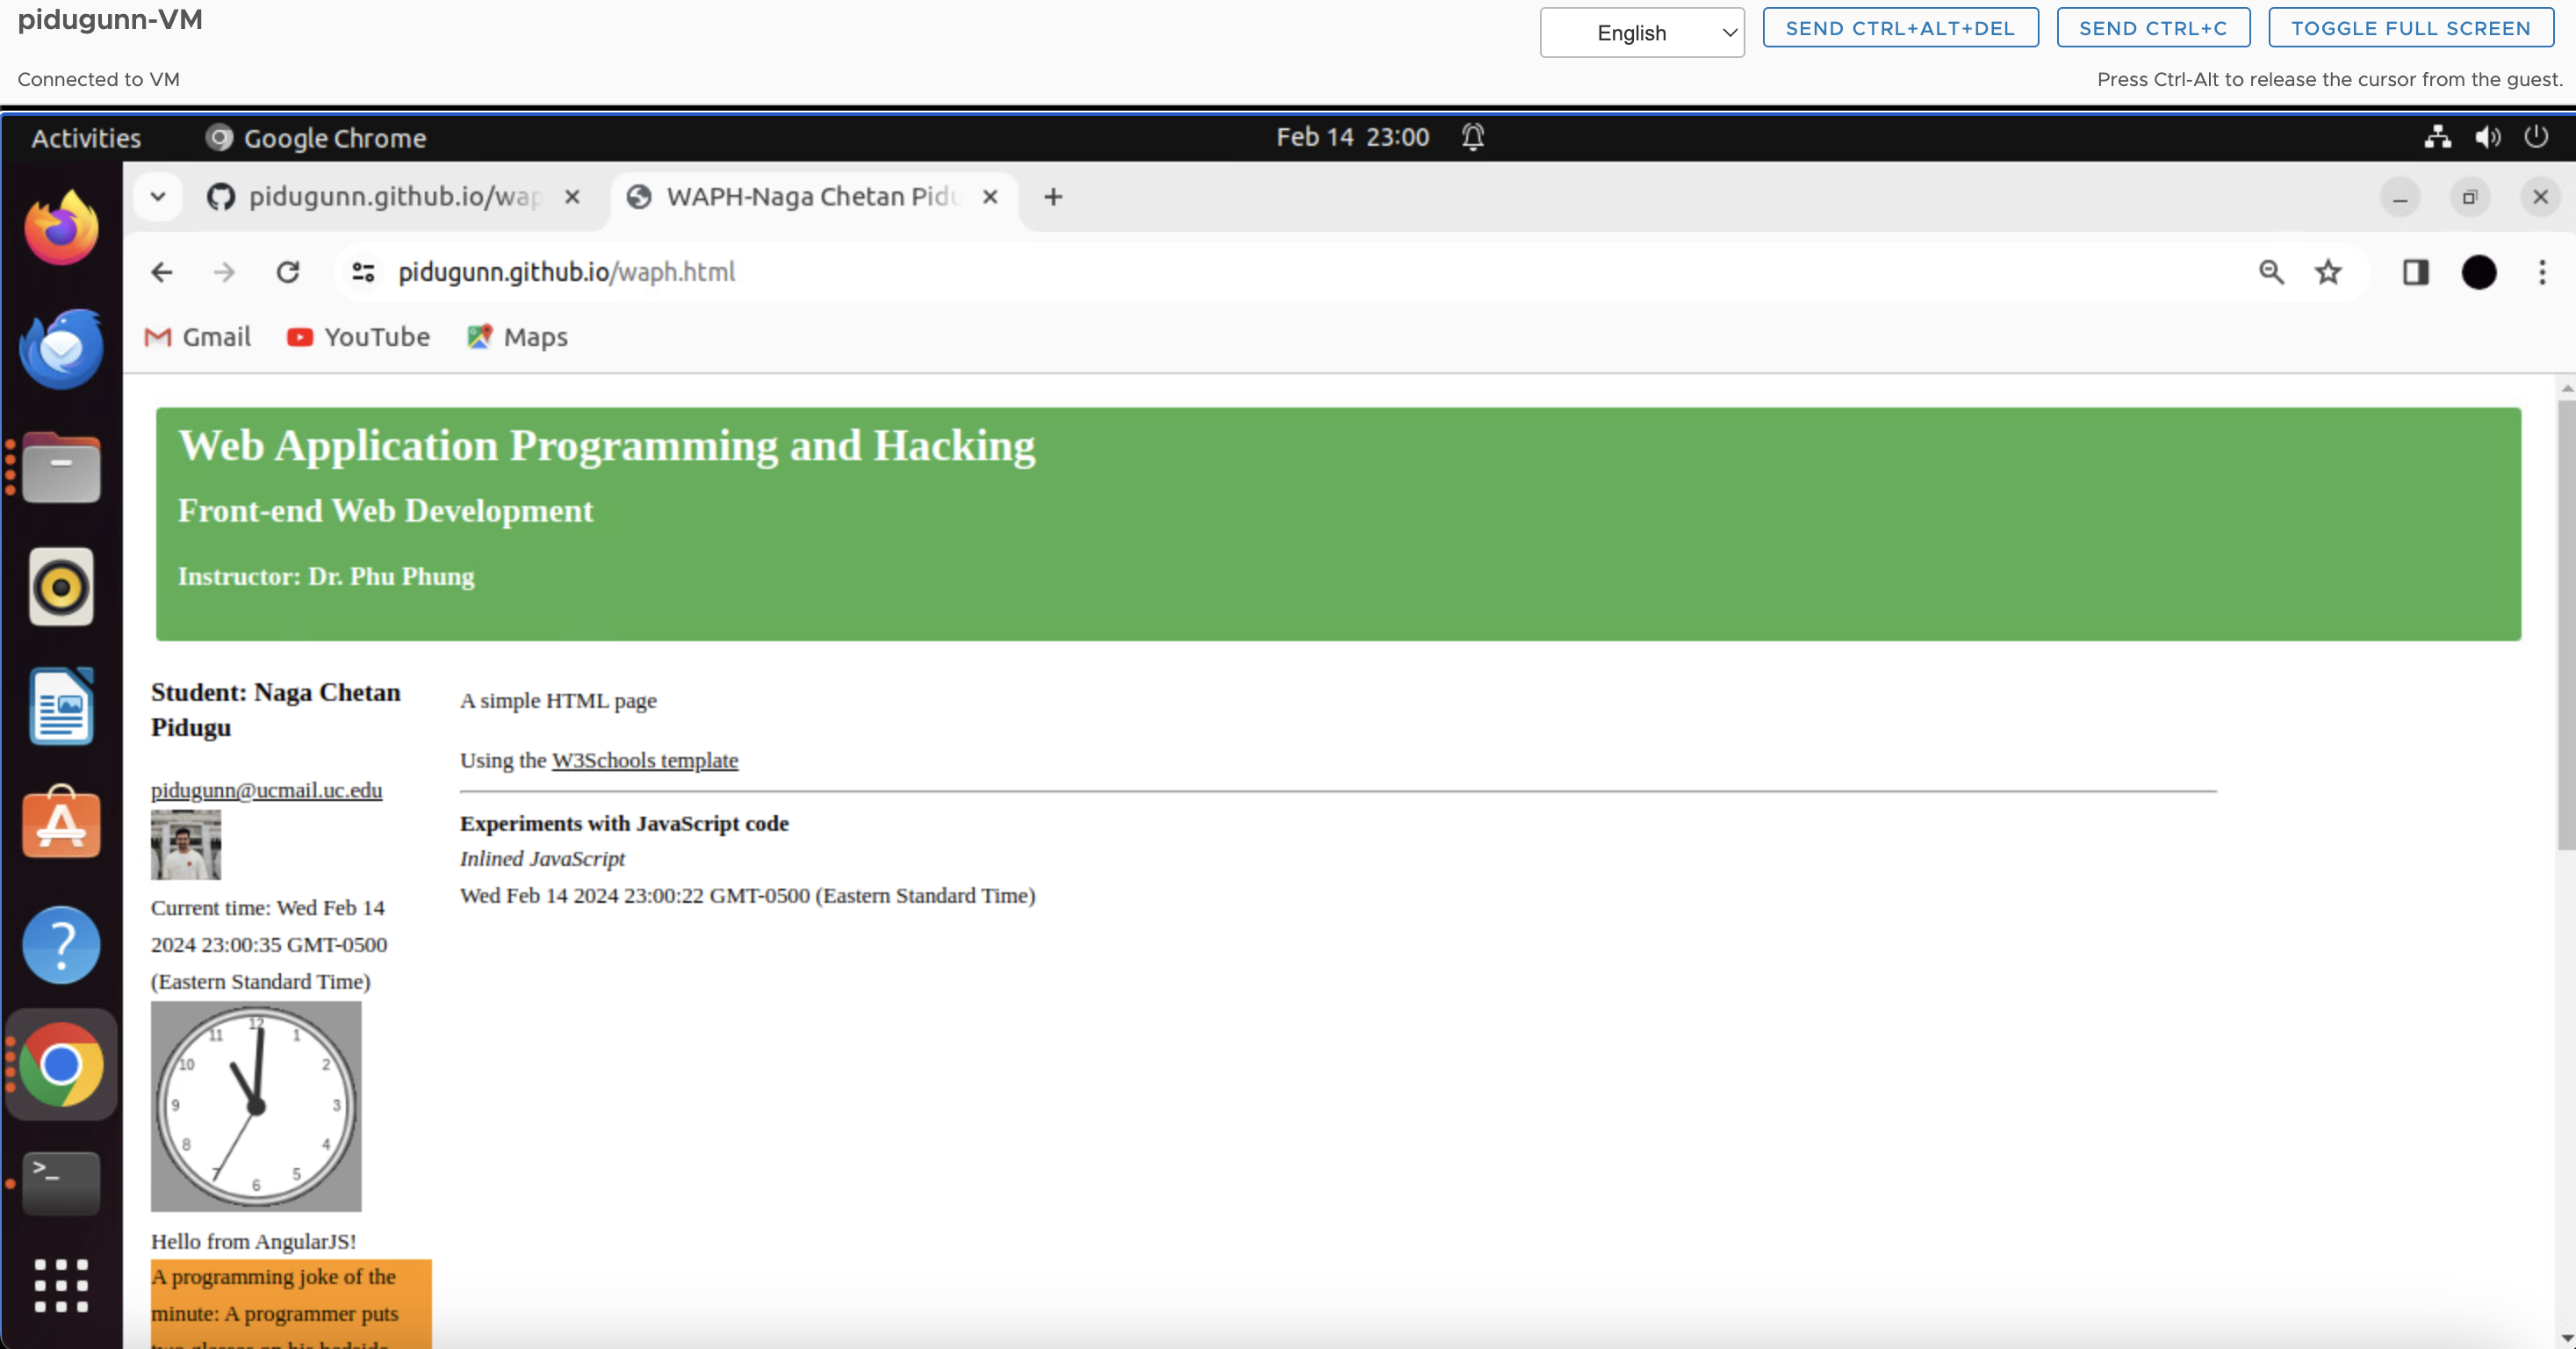 pidugunn-VM
English
SEND CTRL+ALT+DEL
SEND CTRL+C
TOGGLE FULL SCREEN
Connected to VM
Press Ctrl-Alt to release the cursor from the guest.
Activities
Google Chrome
Feb 14 23:00
pidugunn.github.io/wap
WAPH-Naga Chetan Pidu
pidugunn.github.io/waph.html
Gmail
YouTube
Maps
Web Application Programming and Hacking
Front-end Web Development
Instructor: Dr. Phu Phung
Student: Naga Chetan
Pidugu
pidugunn@ucmail.uc.edu
Current time: Wed Feb 14
2024 23:00:35 GMT-0500
(Eastern Standard Time)
12
11
1
10
2
9
3
8
4
7
5
6
Hello from AngularJS!
A programming joke of the
minute: A programmer puts
two glasses on his bedside
A simple HTML page
Using the W3Schools template
Experiments with JavaScript code
Inlined JavaScript
Wed Feb 14 2024 23:00:22 GMT-0500 (Eastern Standard Time)